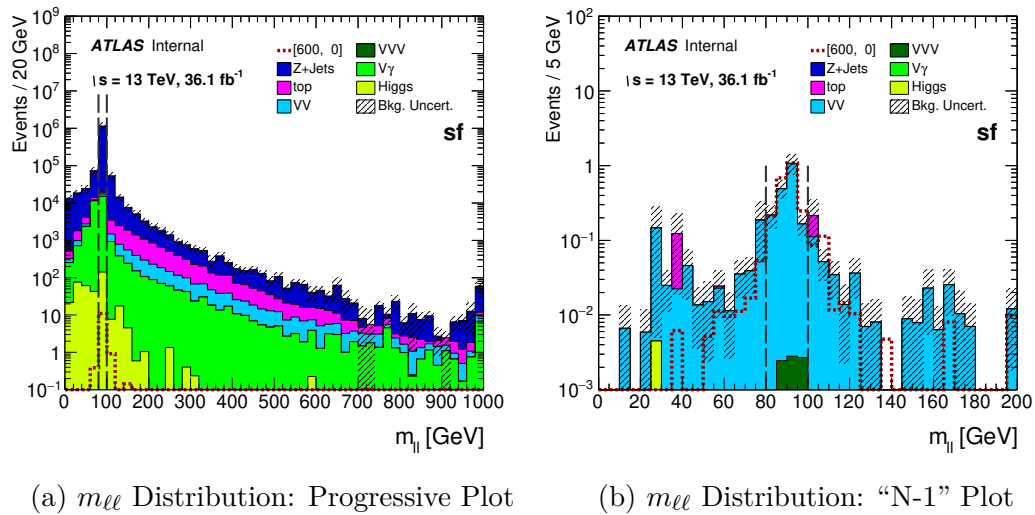 Events / 20 GeV
10⁹
10⁸
10⁷
10⁶
10⁵
10⁴
10³
10²
10
1
10⁻¹
ATLAS Internal
\s = 13 TeV, 36.1 fb⁻¹
[600, 0]
Z+Jets
top
VV
VVV
Vγ
Higgs
Bkg. Uncert.
sf
0 100 200 300 400 500 600 700 800 900 1000
m_ll [GeV]
(a) m_ℓℓ Distribution: Progressive Plot
Events / 5 GeV
10²
10
1
10⁻¹
10⁻²
10⁻³
ATLAS Internal
\s = 13 TeV, 36.1 fb⁻¹
[600, 0]
Z+Jets
top
VV
VVV
Vγ
Higgs
Bkg. Uncert.
sf
0 20 40 60 80 100 120 140 160 180 200
m_ll [GeV]
(b) m_ℓℓ Distribution: “N-1” Plot